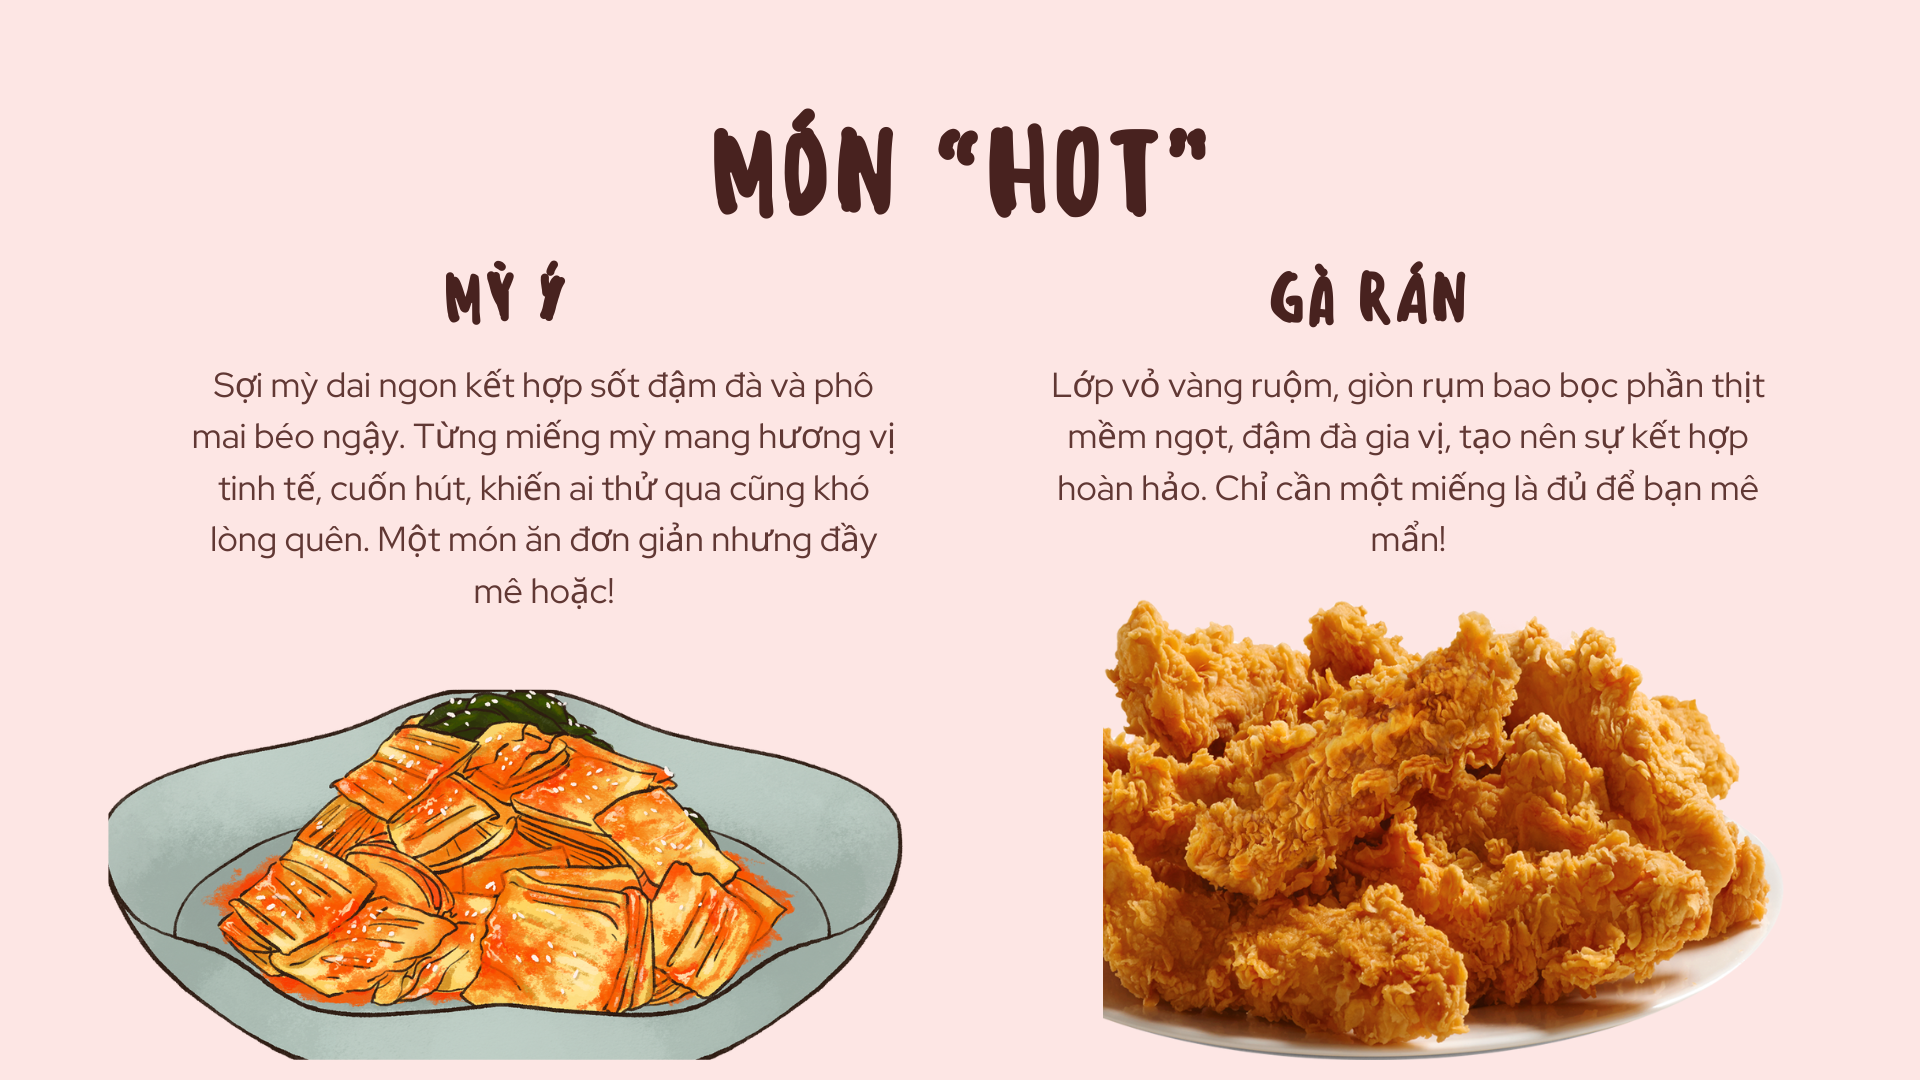 MÓN “HOT”
MỲ Ý
Sợi mỳ dai ngon kết hợp sốt đậm đà và phô
mai béo ngậy. Từng miếng mỳ mang hương vị
tinh tế, cuốn hút, khiến ai thử qua cũng khó
lòng quên. Một món ăn đơn giản nhưng đầy
mê hoặc!
GÀ RÁN
Lớp vỏ vàng ruộm, giòn rụm bao bọc phần thịt
mềm ngọt, đậm đà gia vị, tạo nên sự kết hợp
hoàn hảo. Chỉ cần một miếng là đủ để bạn mê
mẩn!